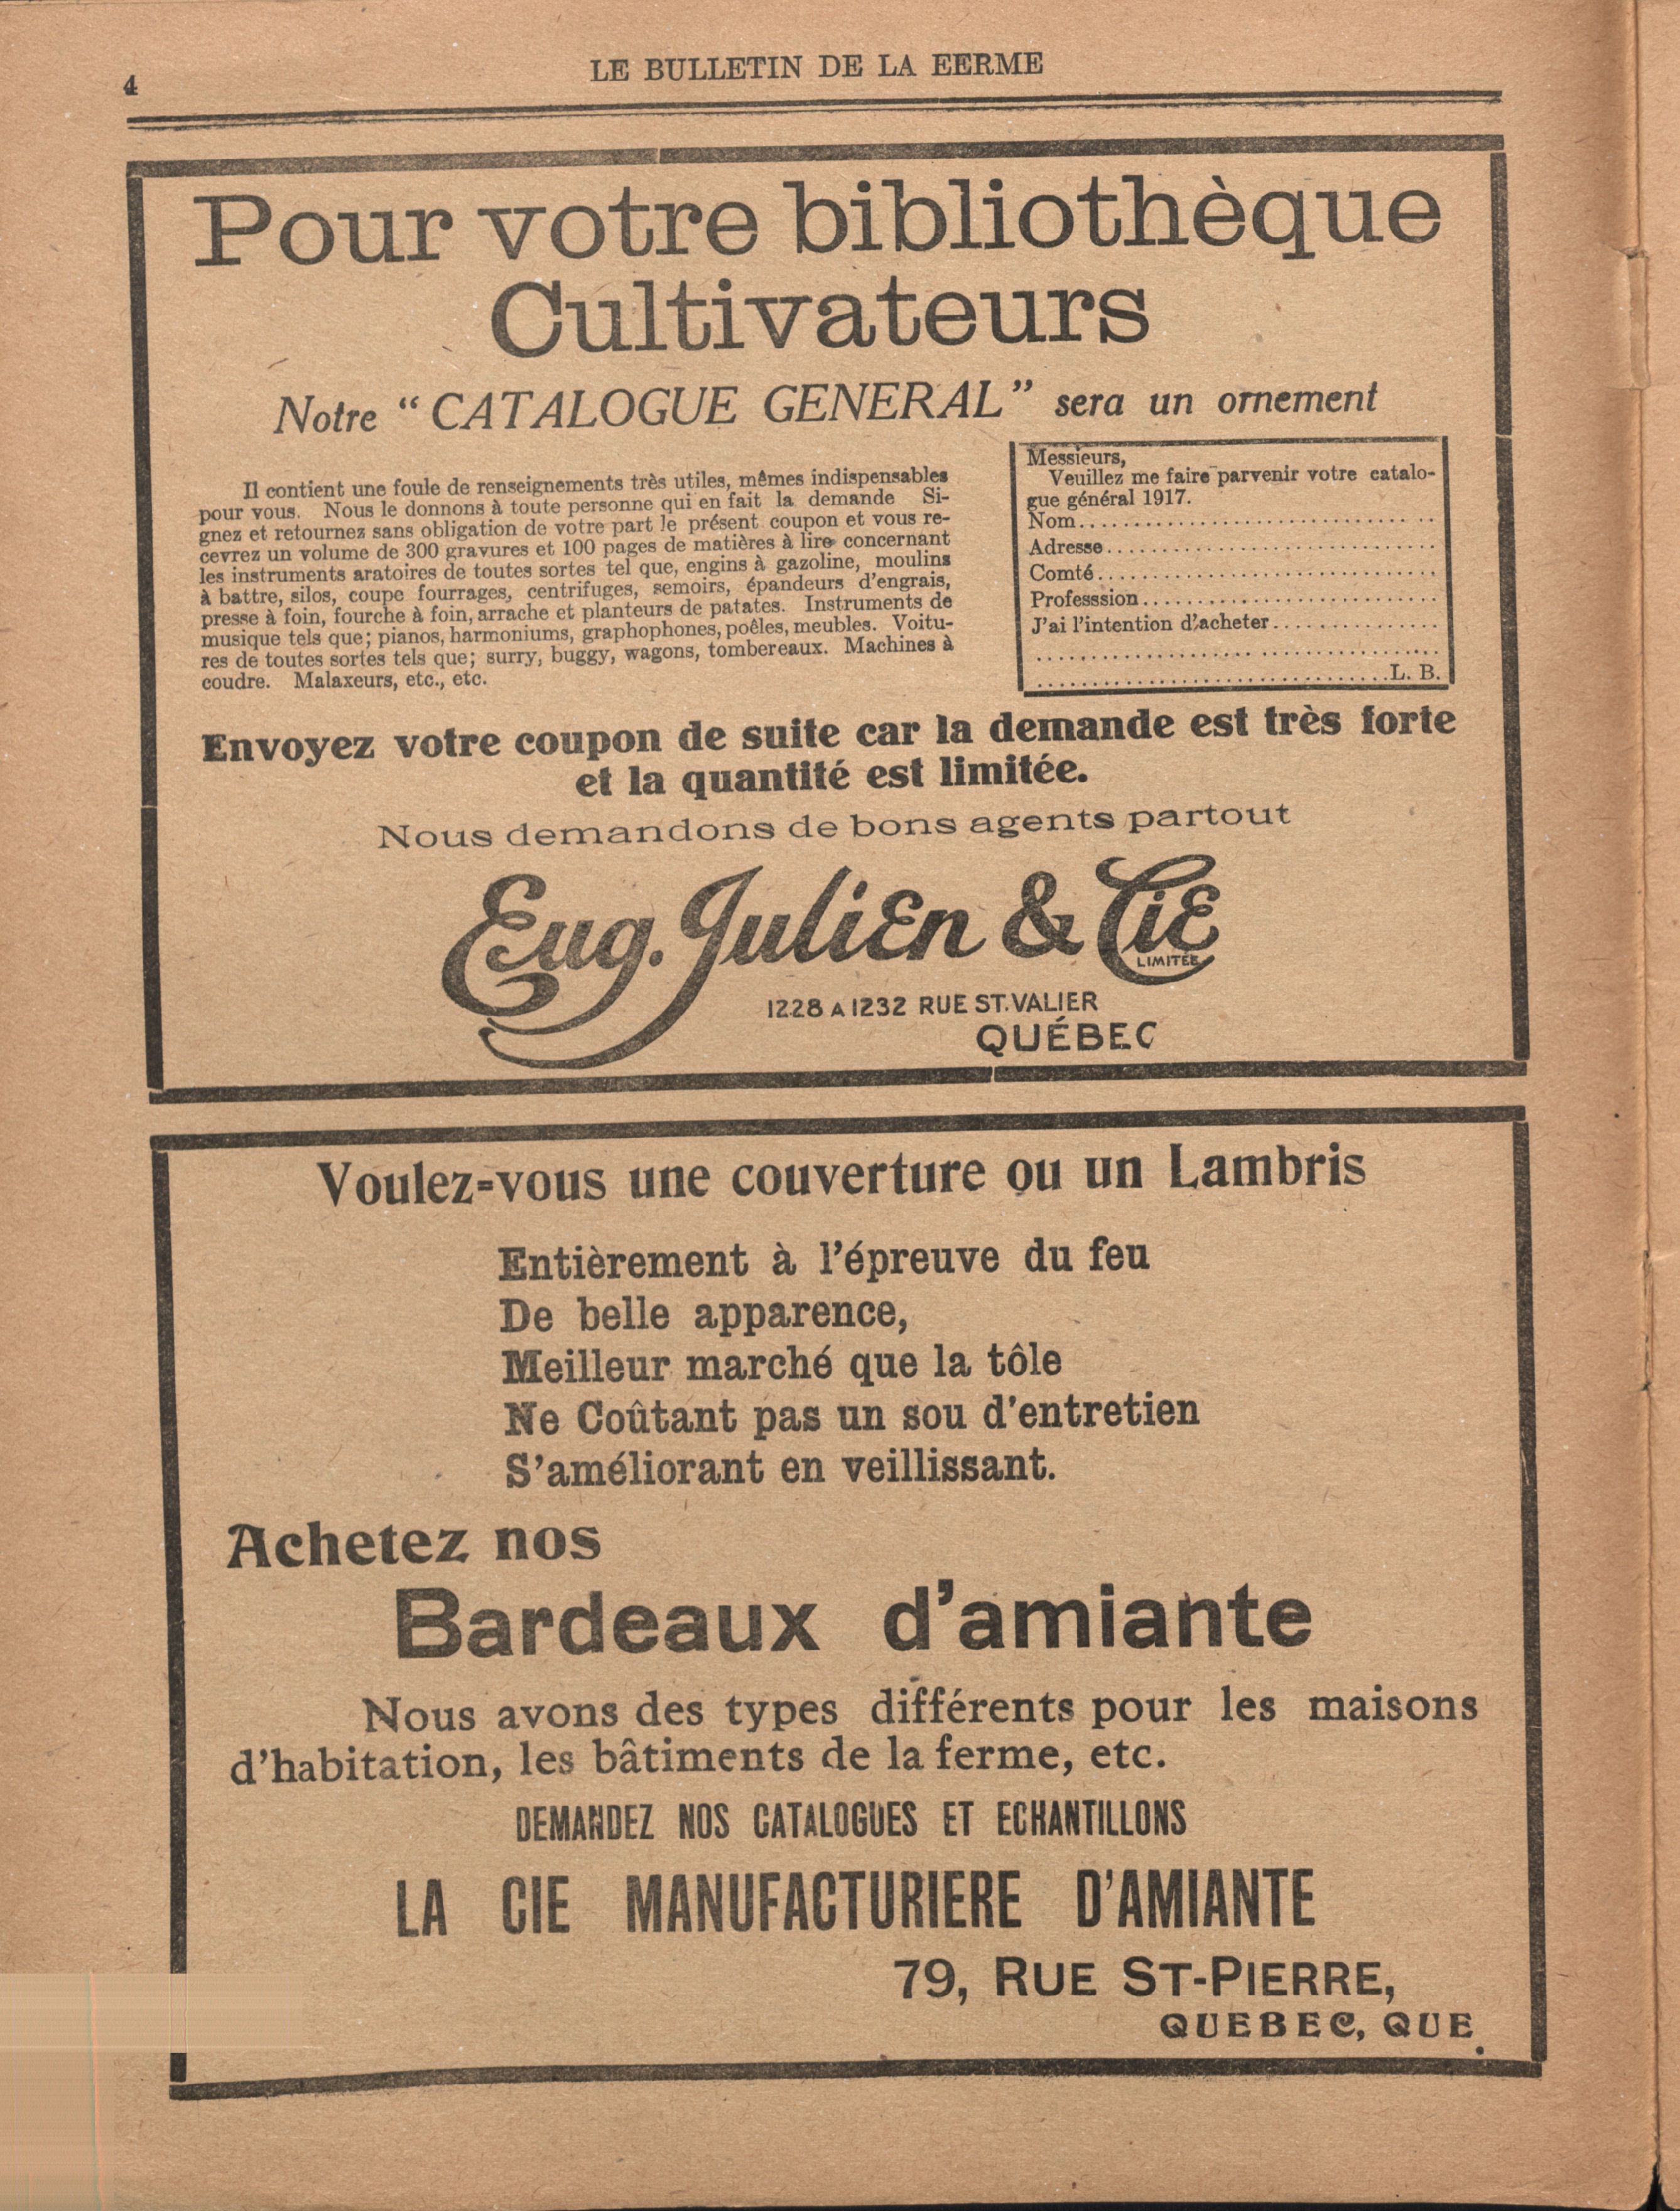 4
LE BULLETIN DE LA EERME
Pour votre bibliothèque
Cultivateurs
Notre “CATALOGUE GENERAL” sera un ornement
Il contient une foule de renseignements très utiles, mêmes indispensables
pour vous. Nous le donnons à toute personne qui en fait la demande Si-
gnez et retournez sans obligation de votre part le présent coupon et vous re-
cevrez un volume de 300 gravures et 100 pages de matières à lire concernant
les instruments aratoires de toutes sortes tel que, engins à gazoline, moulins
à battre, silos, coupe fourrages, centrifuges, semoirs, épandeurs d'engrais,
presse à foin, fourche à foin, arrache et planteurs de patates. Instruments de
musique tels que; pianos, harmoniums, graphophones, poêles, meubles. Voitu-
res de toutes sortes tels que; surry, buggy, wagons, tombereaux. Machines à
coudre. Malaxeurs, etc., etc.
Messieurs,
Veuillez me faire parvenir votre catalo-
gue général 1917.
Nom..............................
Adresse..............................
Comté..............................
Professsion..............................
J'ai l'intention d'acheter...............
........................................
..............................L. B.
Envoyez votre coupon de suite car la demande est très forte
et la quantité est limitée.
Nous demandons de bons agents partout
Eug. Julien & Cie
LIMITÉE
1228 A 1232 RUE ST. VALIER
QUÉBEC
Voulez-vous une couverture ou un Lambris
Entièrement à l'épreuve du feu
De belle apparence,
Meilleur marché que la tôle
Ne Coûtant pas un sou d'entretien
S'améliorant en veillissant.
Achetez nos
Bardeaux d'amiante
Nous avons des types différents pour les maisons
d'habitation, les bâtiments de la ferme, etc.
DEMANDEZ NOS CATALOGUES ET ECHANTILLONS
LA CIE MANUFACTURIERE D'AMIANTE
79, RUE ST-PIERRE,
QUEBEC, QUE.